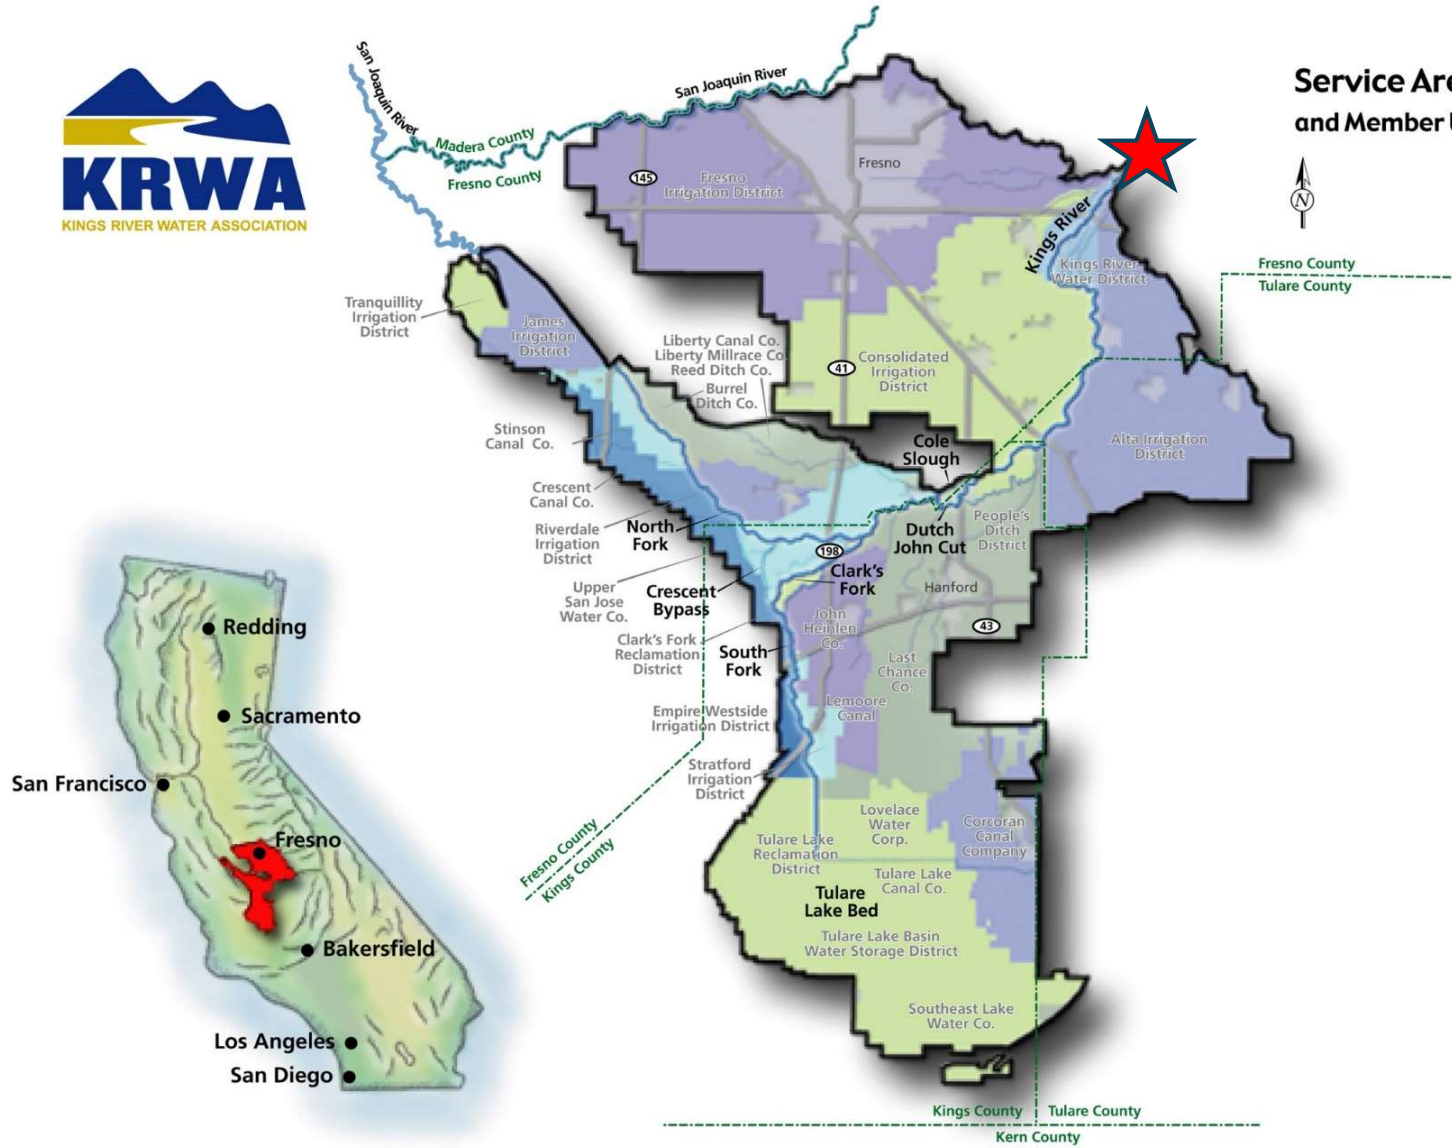 KRWA
KINGS RIVER WATER ASSOCIATION
Service Are
and Member
N
San Joaquin River
San Joaquin River
Madera County
Fresno County
145
Fresno
Irrigation District
Fresno
Kings River
Kings River
Water District
Fresno County
Tulare County
Tranquillity
Irrigation
District
James
Irrigation
District
Liberty Canal Co.
Liberty Millrace Co.
Reed Ditch Co.
Burrel
Ditch Co.
41
Consolidated
Irrigation
District
Alta Irrigation
District
Stinson
Canal Co.
Cole
Slough
Crescent
Canal Co.
Riverdale
Irrigation
District
North
Fork
Dutch
John Cut
People's
Ditch
District
198
Upper
San Jose
Water Co.
Crescent
Bypass
Clark's
Fork
Hanford
43
John
Heinlen
Co.
Clark's Fork
Reclamation
District
South
Fork
Last
Chance
Co.
Lemoore
Canal
Empire Westside
Irrigation District
Stratford
Irrigation
District
Fresno County
Kings County
Lovelace
Water
Corp.
Corcoran
Canal
Company
Tulare Lake
Reclamation
District
Tulare Lake
Canal Co.
Tulare
Lake Bed
Tulare Lake Basin
Water Storage District
Southeast Lake
Water Co.
Kings County
Tulare County
Kern County
Redding
Sacramento
San Francisco
Fresno
Bakersfield
Los Angeles
San Diego